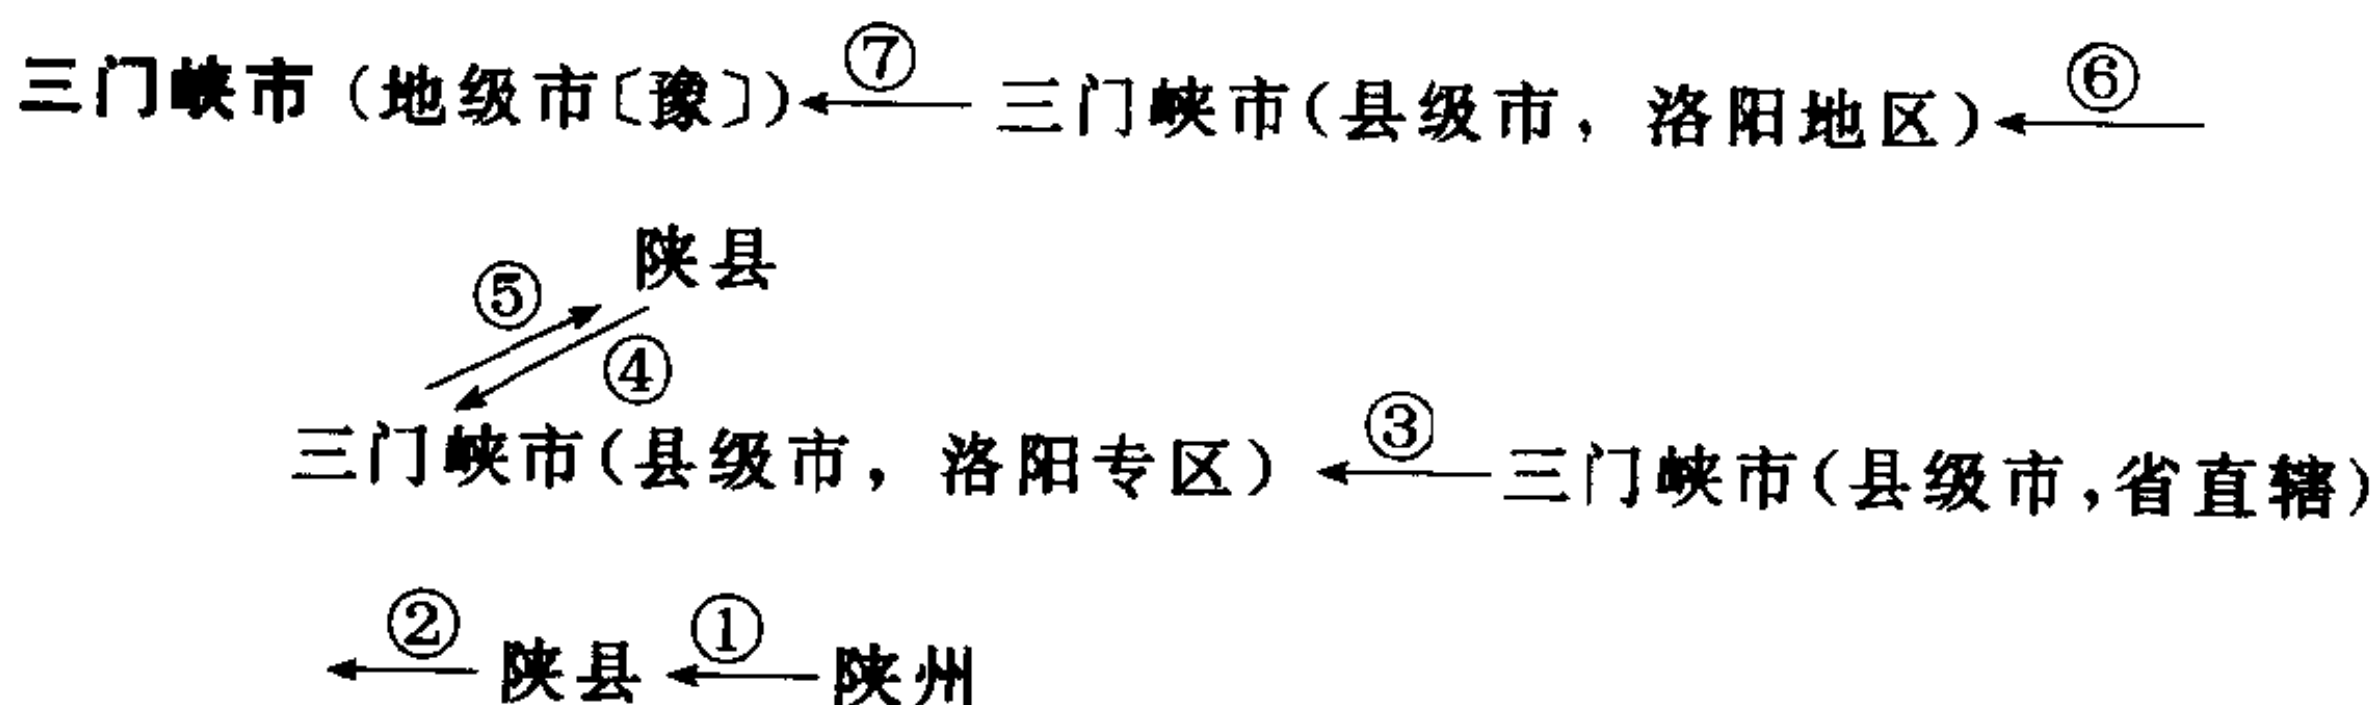 三门峡市（地级市〔豫〕） ⑦ 三门峡市(县级市，洛阳地区) ⑥
陕县
⑤ ④
三门峡市(县级市，洛阳专区) ③ 三门峡市(县级市,省直辖)
② 陕县 ① 陕州